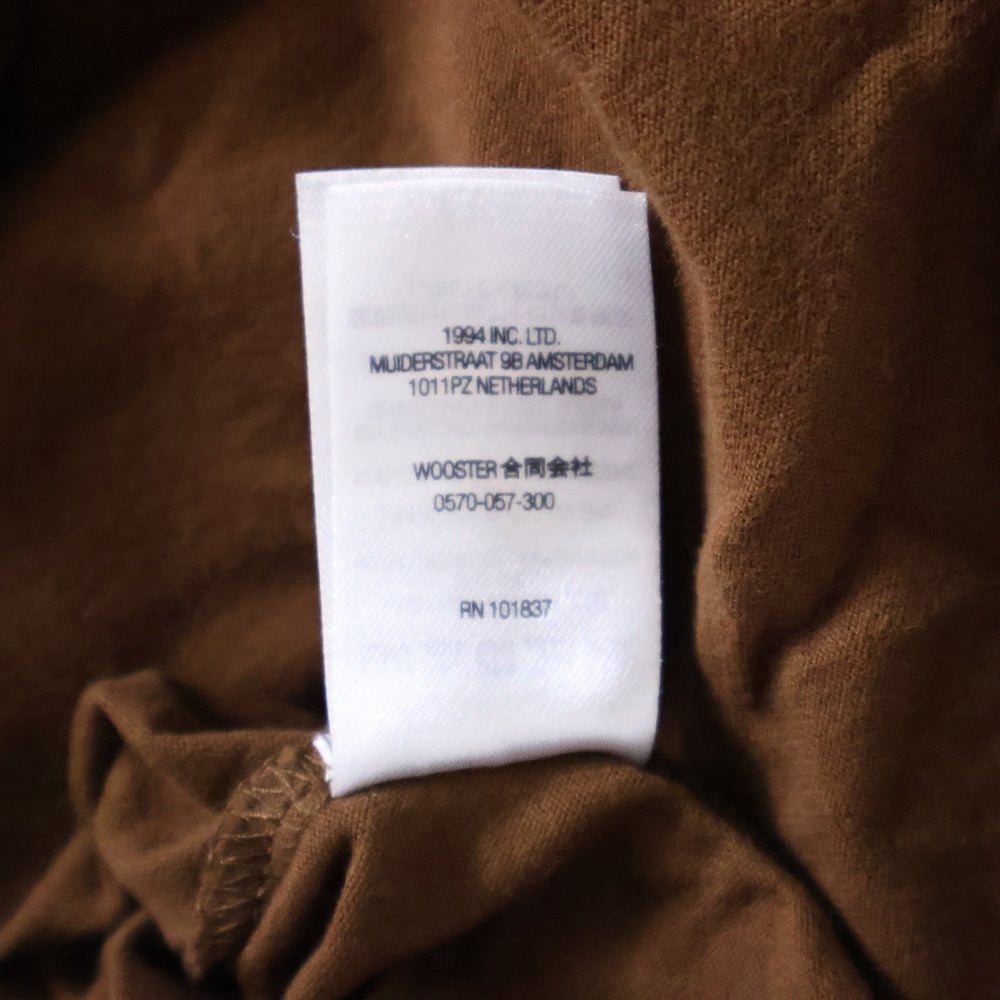 1994 INC. LTD.
MUIDERSTRAAT 9B AMSTERDAM
1011PZ NETHERLANDS
WOOSTER 合同会社
0570-057-300
RN 101837